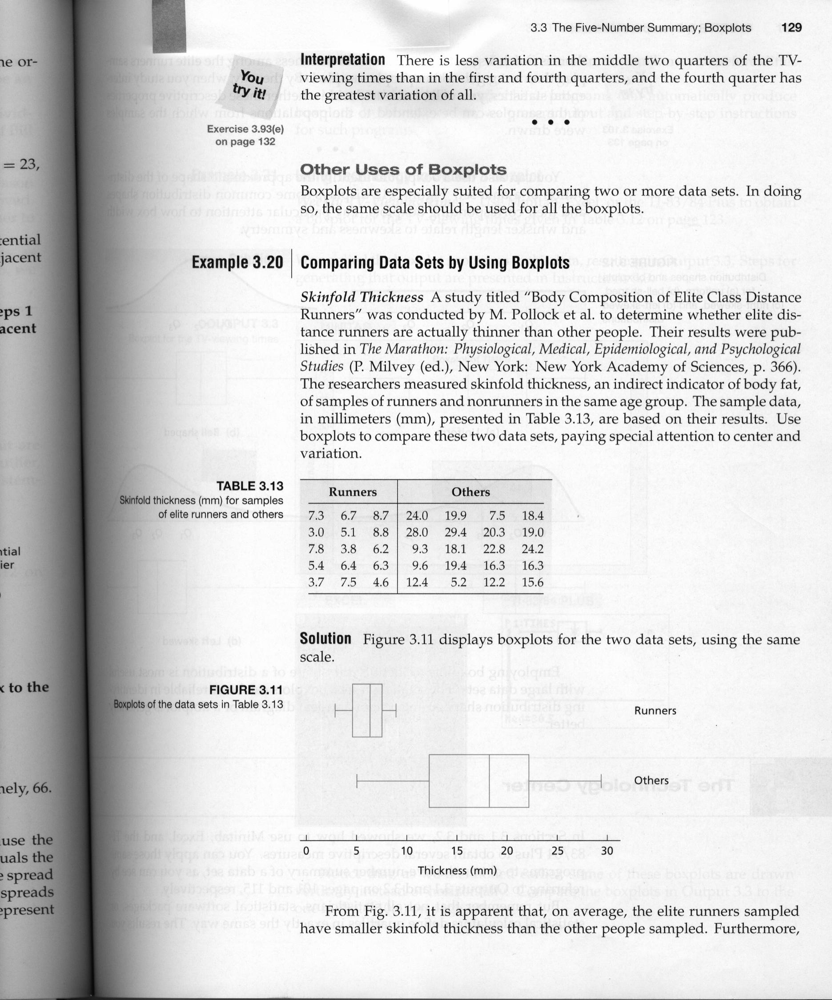 3.3 The Five-Number Summary; Boxplots 129
ne or-
= 23,
tential
jacent
eps 1
acent
ntial
ier
x to the
nely, 66.
use the
uals the
e spread
spreads
epresent
You
try it!
Exercise 3.93(e)
on page 132
Interpretation There is less variation in the middle two quarters of the TV-
viewing times than in the first and fourth quarters, and the fourth quarter has
the greatest variation of all.
• • •
Other Uses of Boxplots
Boxplots are especially suited for comparing two or more data sets. In doing
so, the same scale should be used for all the boxplots.
Example 3.20 Comparing Data Sets by Using Boxplots
Skinfold Thickness A study titled "Body Composition of Elite Class Distance
Runners" was conducted by M. Pollock et al. to determine whether elite dis-
tance runners are actually thinner than other people. Their results were pub-
lished in The Marathon: Physiological, Medical, Epidemiological, and Psychological
Studies (P. Milvey (ed.), New York: New York Academy of Sciences, p. 366).
The researchers measured skinfold thickness, an indirect indicator of body fat,
of samples of runners and nonrunners in the same age group. The sample data,
in millimeters (mm), presented in Table 3.13, are based on their results. Use
boxplots to compare these two data sets, paying special attention to center and
variation.
TABLE 3.13
Skinfold thickness (mm) for samples
of elite runners and others
Runners Others
7.3 6.7 8.7 24.0 19.9 7.5 18.4
3.0 5.1 8.8 28.0 29.4 20.3 19.0
7.8 3.8 6.2 9.3 18.1 22.8 24.2
5.4 6.4 6.3 9.6 19.4 16.3 16.3
3.7 7.5 4.6 12.4 5.2 12.2 15.6
Solution Figure 3.11 displays boxplots for the two data sets, using the same
scale.
FIGURE 3.11
Boxplots of the data sets in Table 3.13
Runners
Others
0 5 10 15 20 25 30
Thickness (mm)
From Fig. 3.11, it is apparent that, on average, the elite runners sampled
have smaller skinfold thickness than the other people sampled. Furthermore,